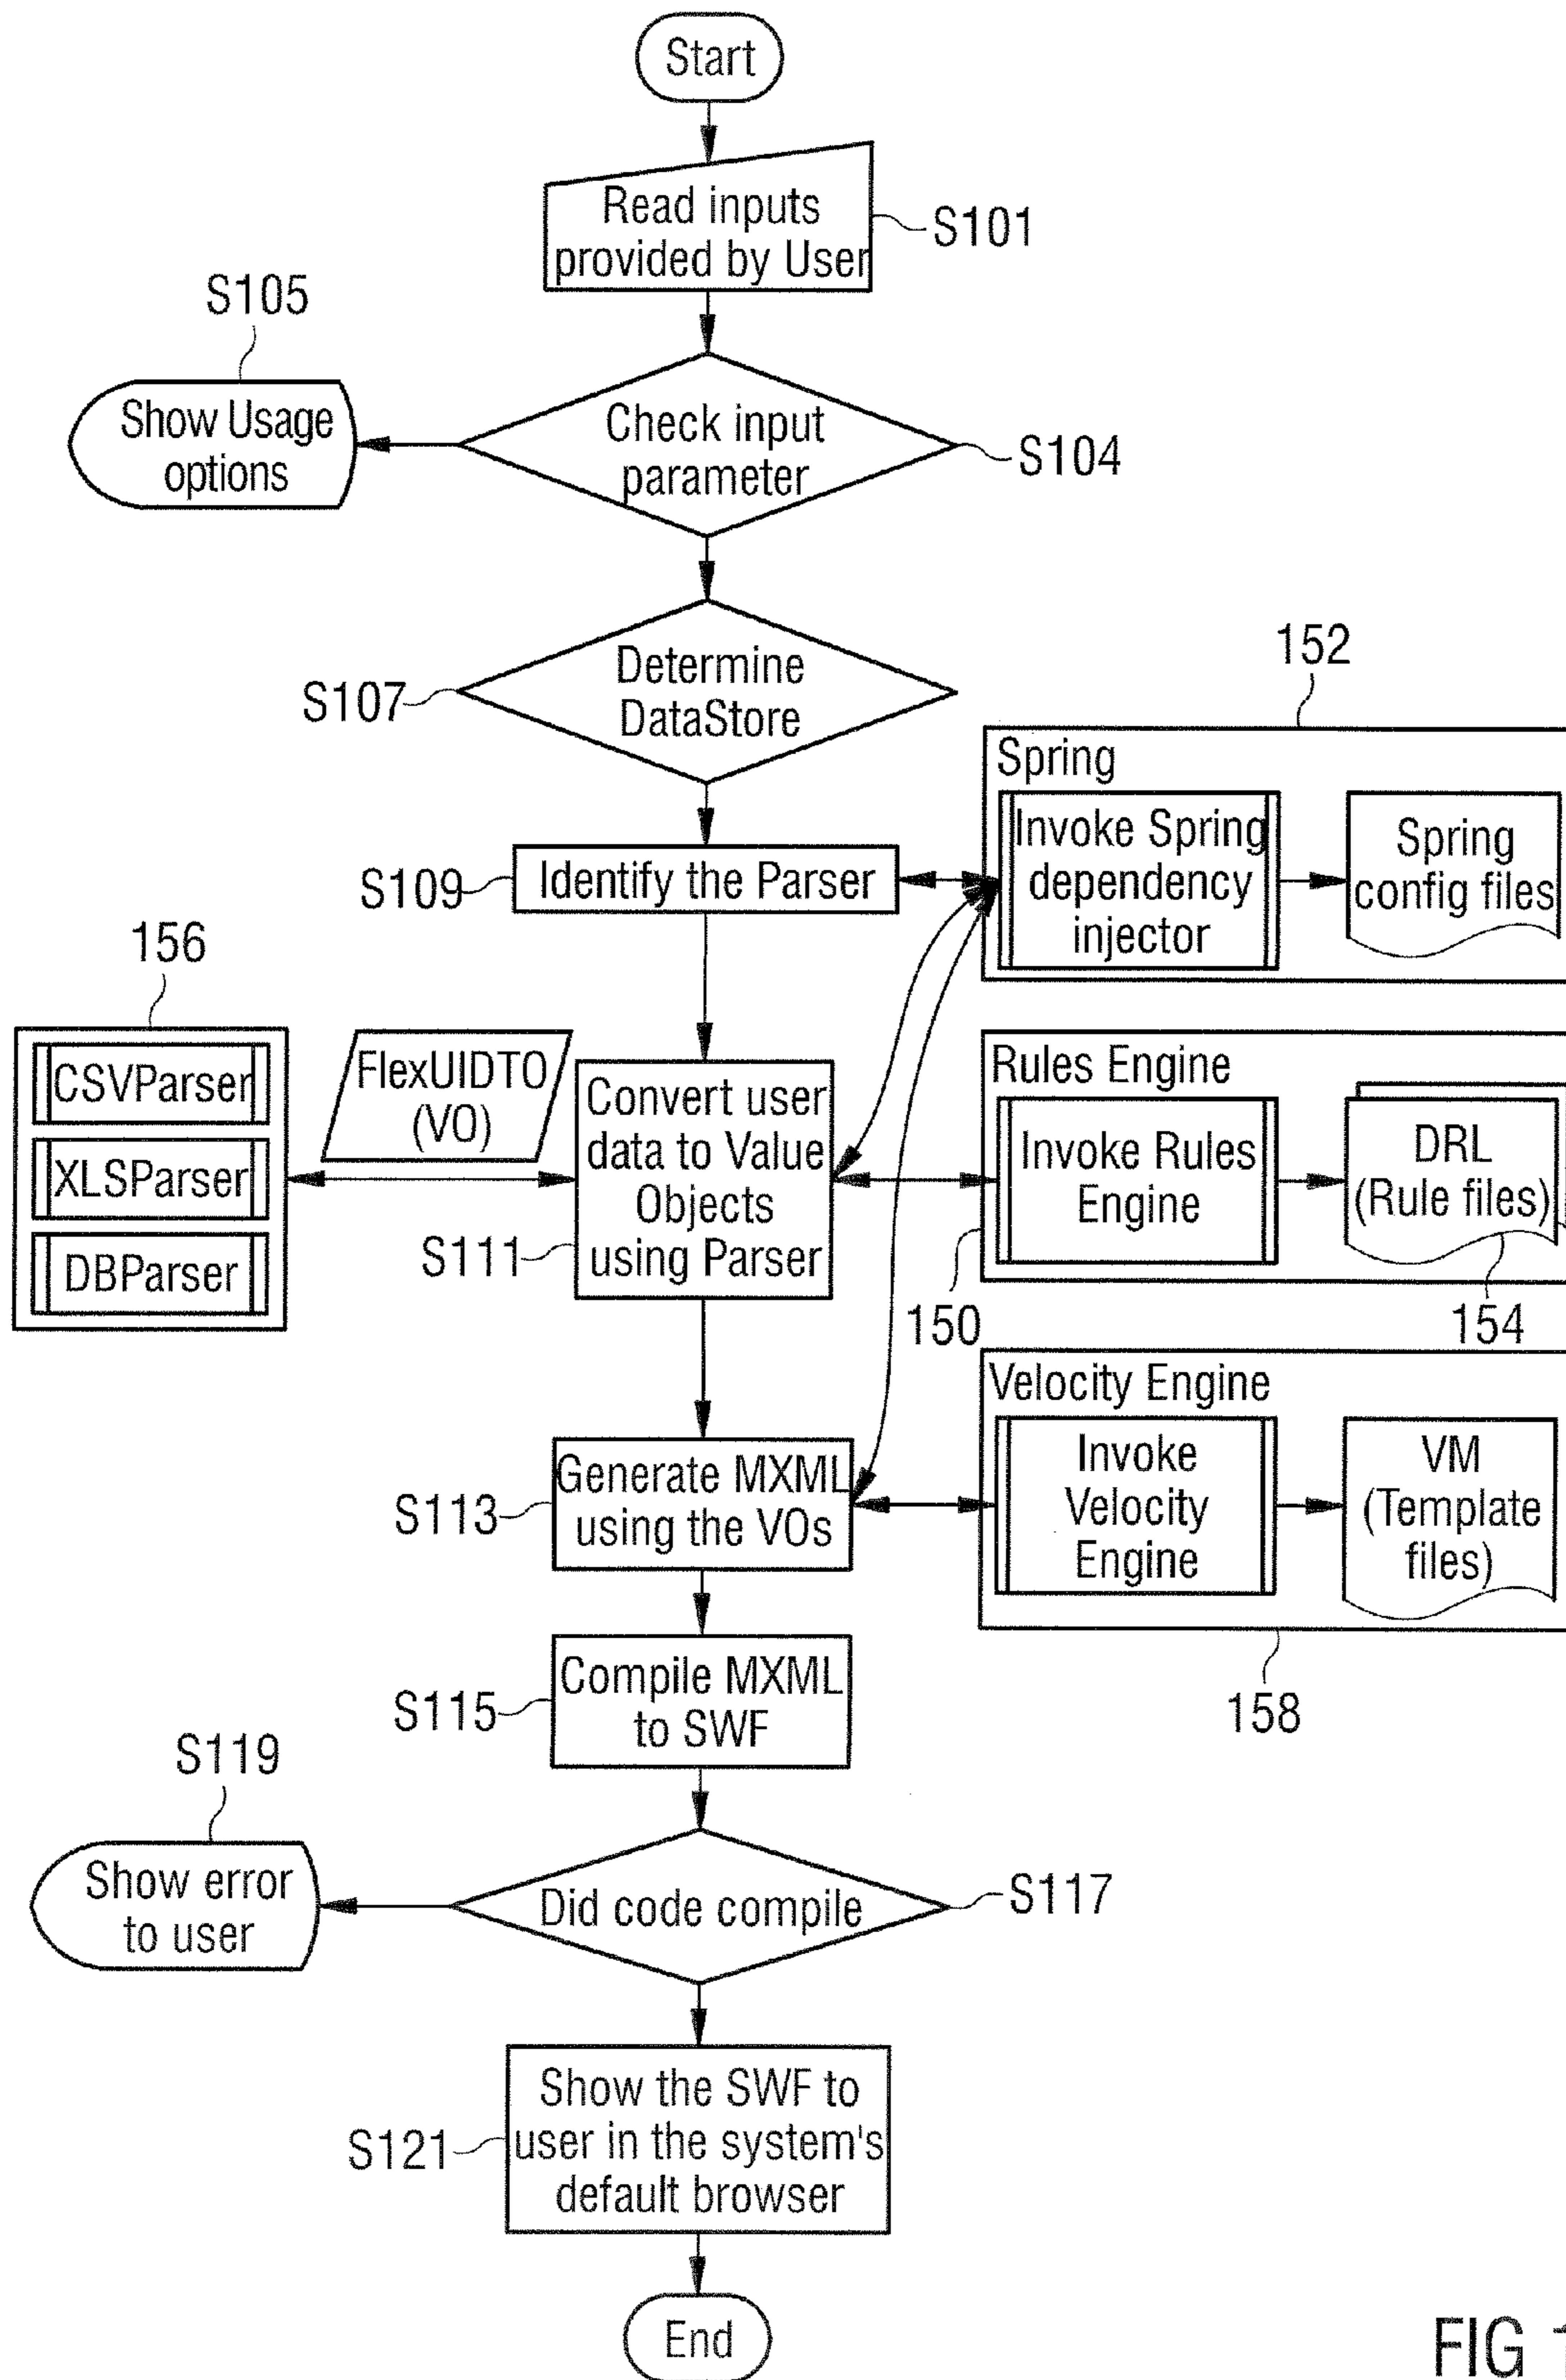 Start
Read inputs
provided by User
S101
S105
Show Usage
options
Check input
parameter
S104
Determine
DataStore
S107
152
Spring
Invoke Spring
dependency
injector
Spring
config files
Identify the Parser
S109
156
CSVParser
XLSParser
DBParser
FlexUIDTO
(VO)
Convert user
data to Value
Objects
using Parser
S111
Rules Engine
Invoke Rules
Engine
DRL
(Rule files)
150
154
Velocity Engine
Invoke
Velocity
Engine
VM
(Template
files)
158
Generate MXML
using the VOs
S113
Compile MXML
to SWF
S115
S119
Show error
to user
Did code compile
S117
Show the SWF to
user in the system's
default browser
S121
End
FIG 1